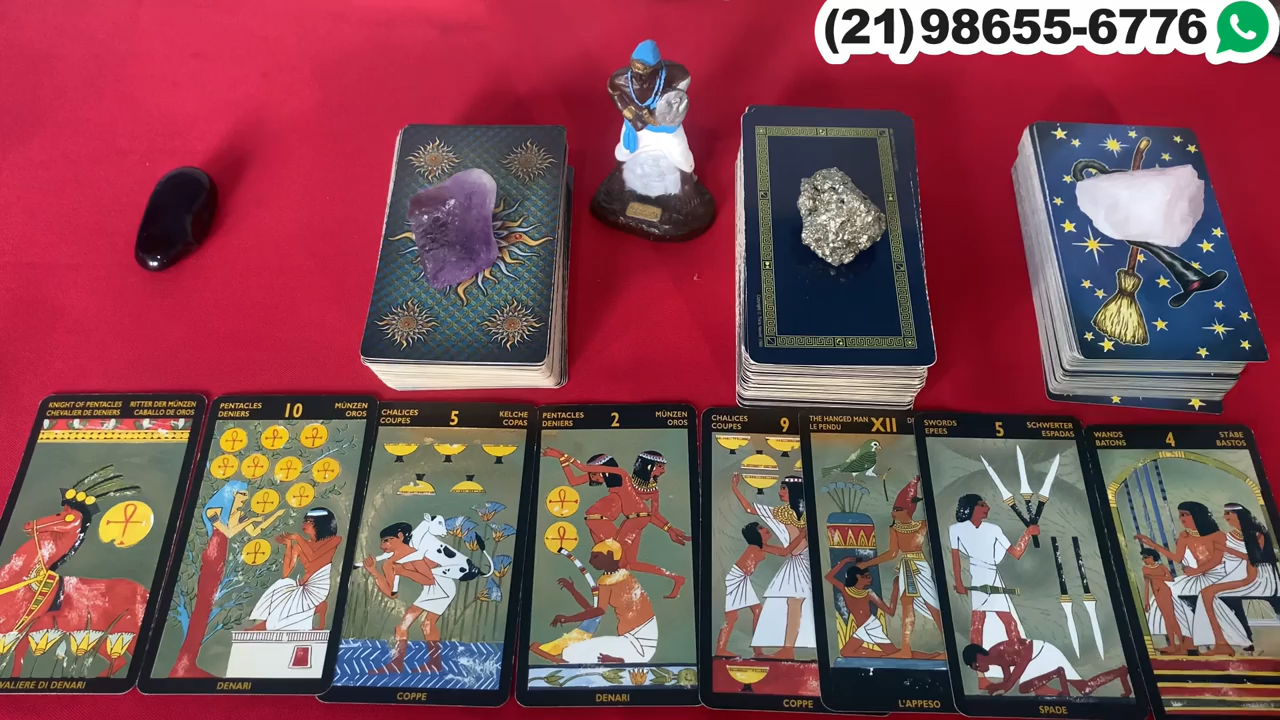 (21)98655-6776
KNIGHT OF PENTACLES RITTER DER MÜNZEN
CHEVALIER DE DENIERS CABALLO DE OROS
VALIERE DI DENARI
PENTACLES 10 MÜNZEN
DENIERS OROS
DENARI
CHALICES 5 KELCHE
COUPES COPAS
COPPE
PENTACLES 2 MÜNZEN
DENIERS OROS
DENARI
CHALICES 9
COUPES
COPPE
THE HANGED MAN XII
LE PENDU
L'APPESO
SWORDS 5 SCHWERTER
EPEES ESPADAS
SPADE
WANDS 4 STÄBE
BATONS BASTOS